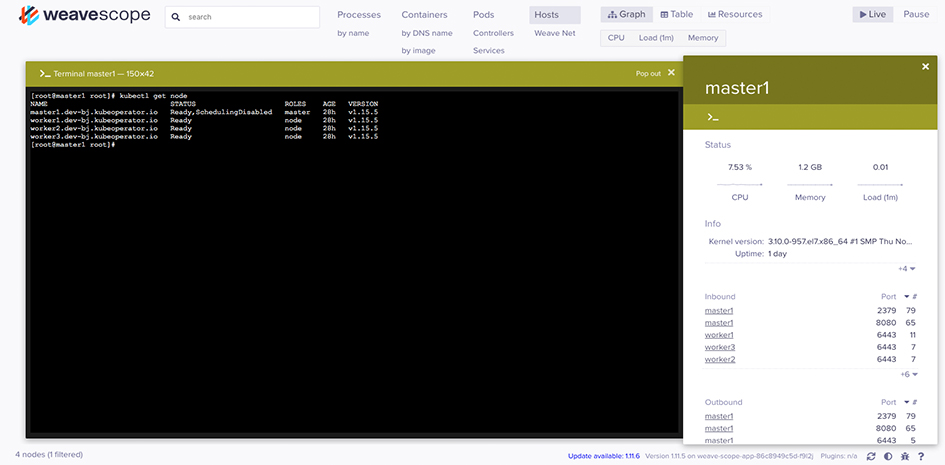 weavescope
search
Processes Containers Pods Hosts Graph Table Resources Live Pause
by name by DNS name Controllers Weave Net CPU Load (1m) Memory
by image Services
>_ Terminal master1 — 150×42 Pop out ×
[root@master1 root]# kubectl get node
NAME STATUS ROLES AGE VERSION
master1.dev-bj.kubeoperator.io Ready,SchedulingDisabled master 28h v1.15.5
worker1.dev-bj.kubeoperator.io Ready node 28h v1.15.5
worker2.dev-bj.kubeoperator.io Ready node 28h v1.15.5
worker3.dev-bj.kubeoperator.io Ready node 28h v1.15.5
[root@master1 root]#
master1
>_
Status
7.53 % 1.2 GB 0.01
CPU Memory Load (1m)
Info
Kernel version: 3.10.0-957.el7.x86_64 #1 SMP Thu No...
Uptime: 1 day
+4
Inbound Port #
master1 2379 79
master1 8080 65
worker1 6443 11
worker3 6443 7
worker2 6443 7
+6
Outbound Port #
master1 2379 79
master1 8080 65
master1 6443 5
4 nodes (1 filtered) Update available: 1.11.6 Version 1.11.5 on weave-scope-app-86c8949c5d-f9l2j Plugins: n/a ?